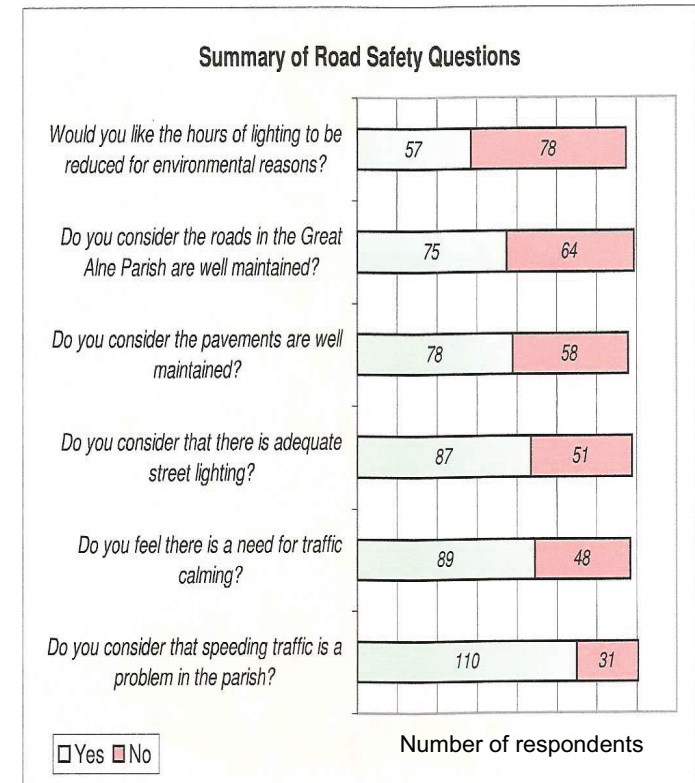 Summary of Road Safety Questions
Would you like the hours of lighting to be
reduced for environmental reasons?
57 78
Do you consider the roads in the Great
Alne Parish are well maintained?
75 64
Do you consider the pavements are well
maintained?
78 58
Do you consider that there is adequate
street lighting?
87 51
Do you feel there is a need for traffic
calming?
89 48
Do you consider that speeding traffic is a
problem in the parish?
110 31
Yes No
Number of respondents